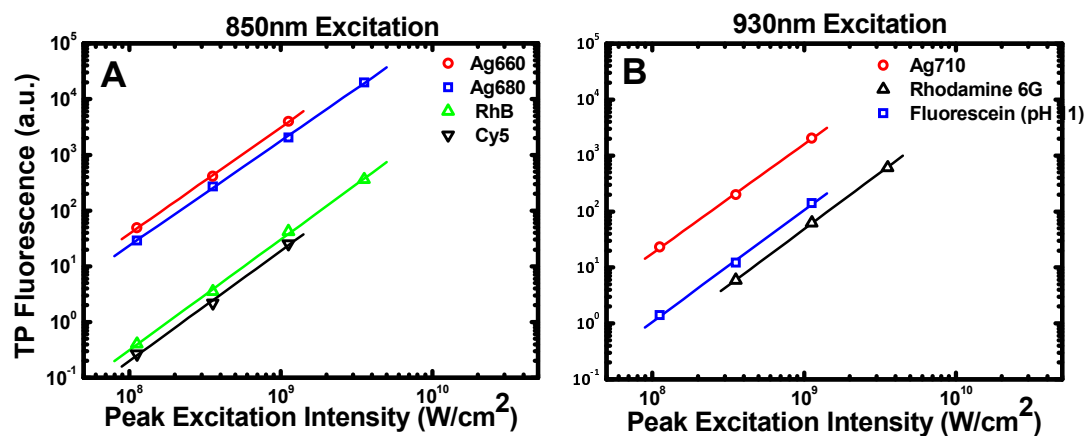 850nm Excitation
930nm Excitation
A
Ag660
Ag680
RhB
Cy5
B
Ag710
Rhodamine 6G
Fluorescein (pH 11)
TP Fluorescence (a.u.)
10^5
10^4
10^3
10^2
10^1
10^0
10^-1
10^8
10^9
10^10
Peak Excitation Intensity (W/cm^2)
10^5
10^4
10^3
10^2
10^1
10^0
10^-1
10^8
10^9
10^10
Peak Excitation Intensity (W/cm^2)